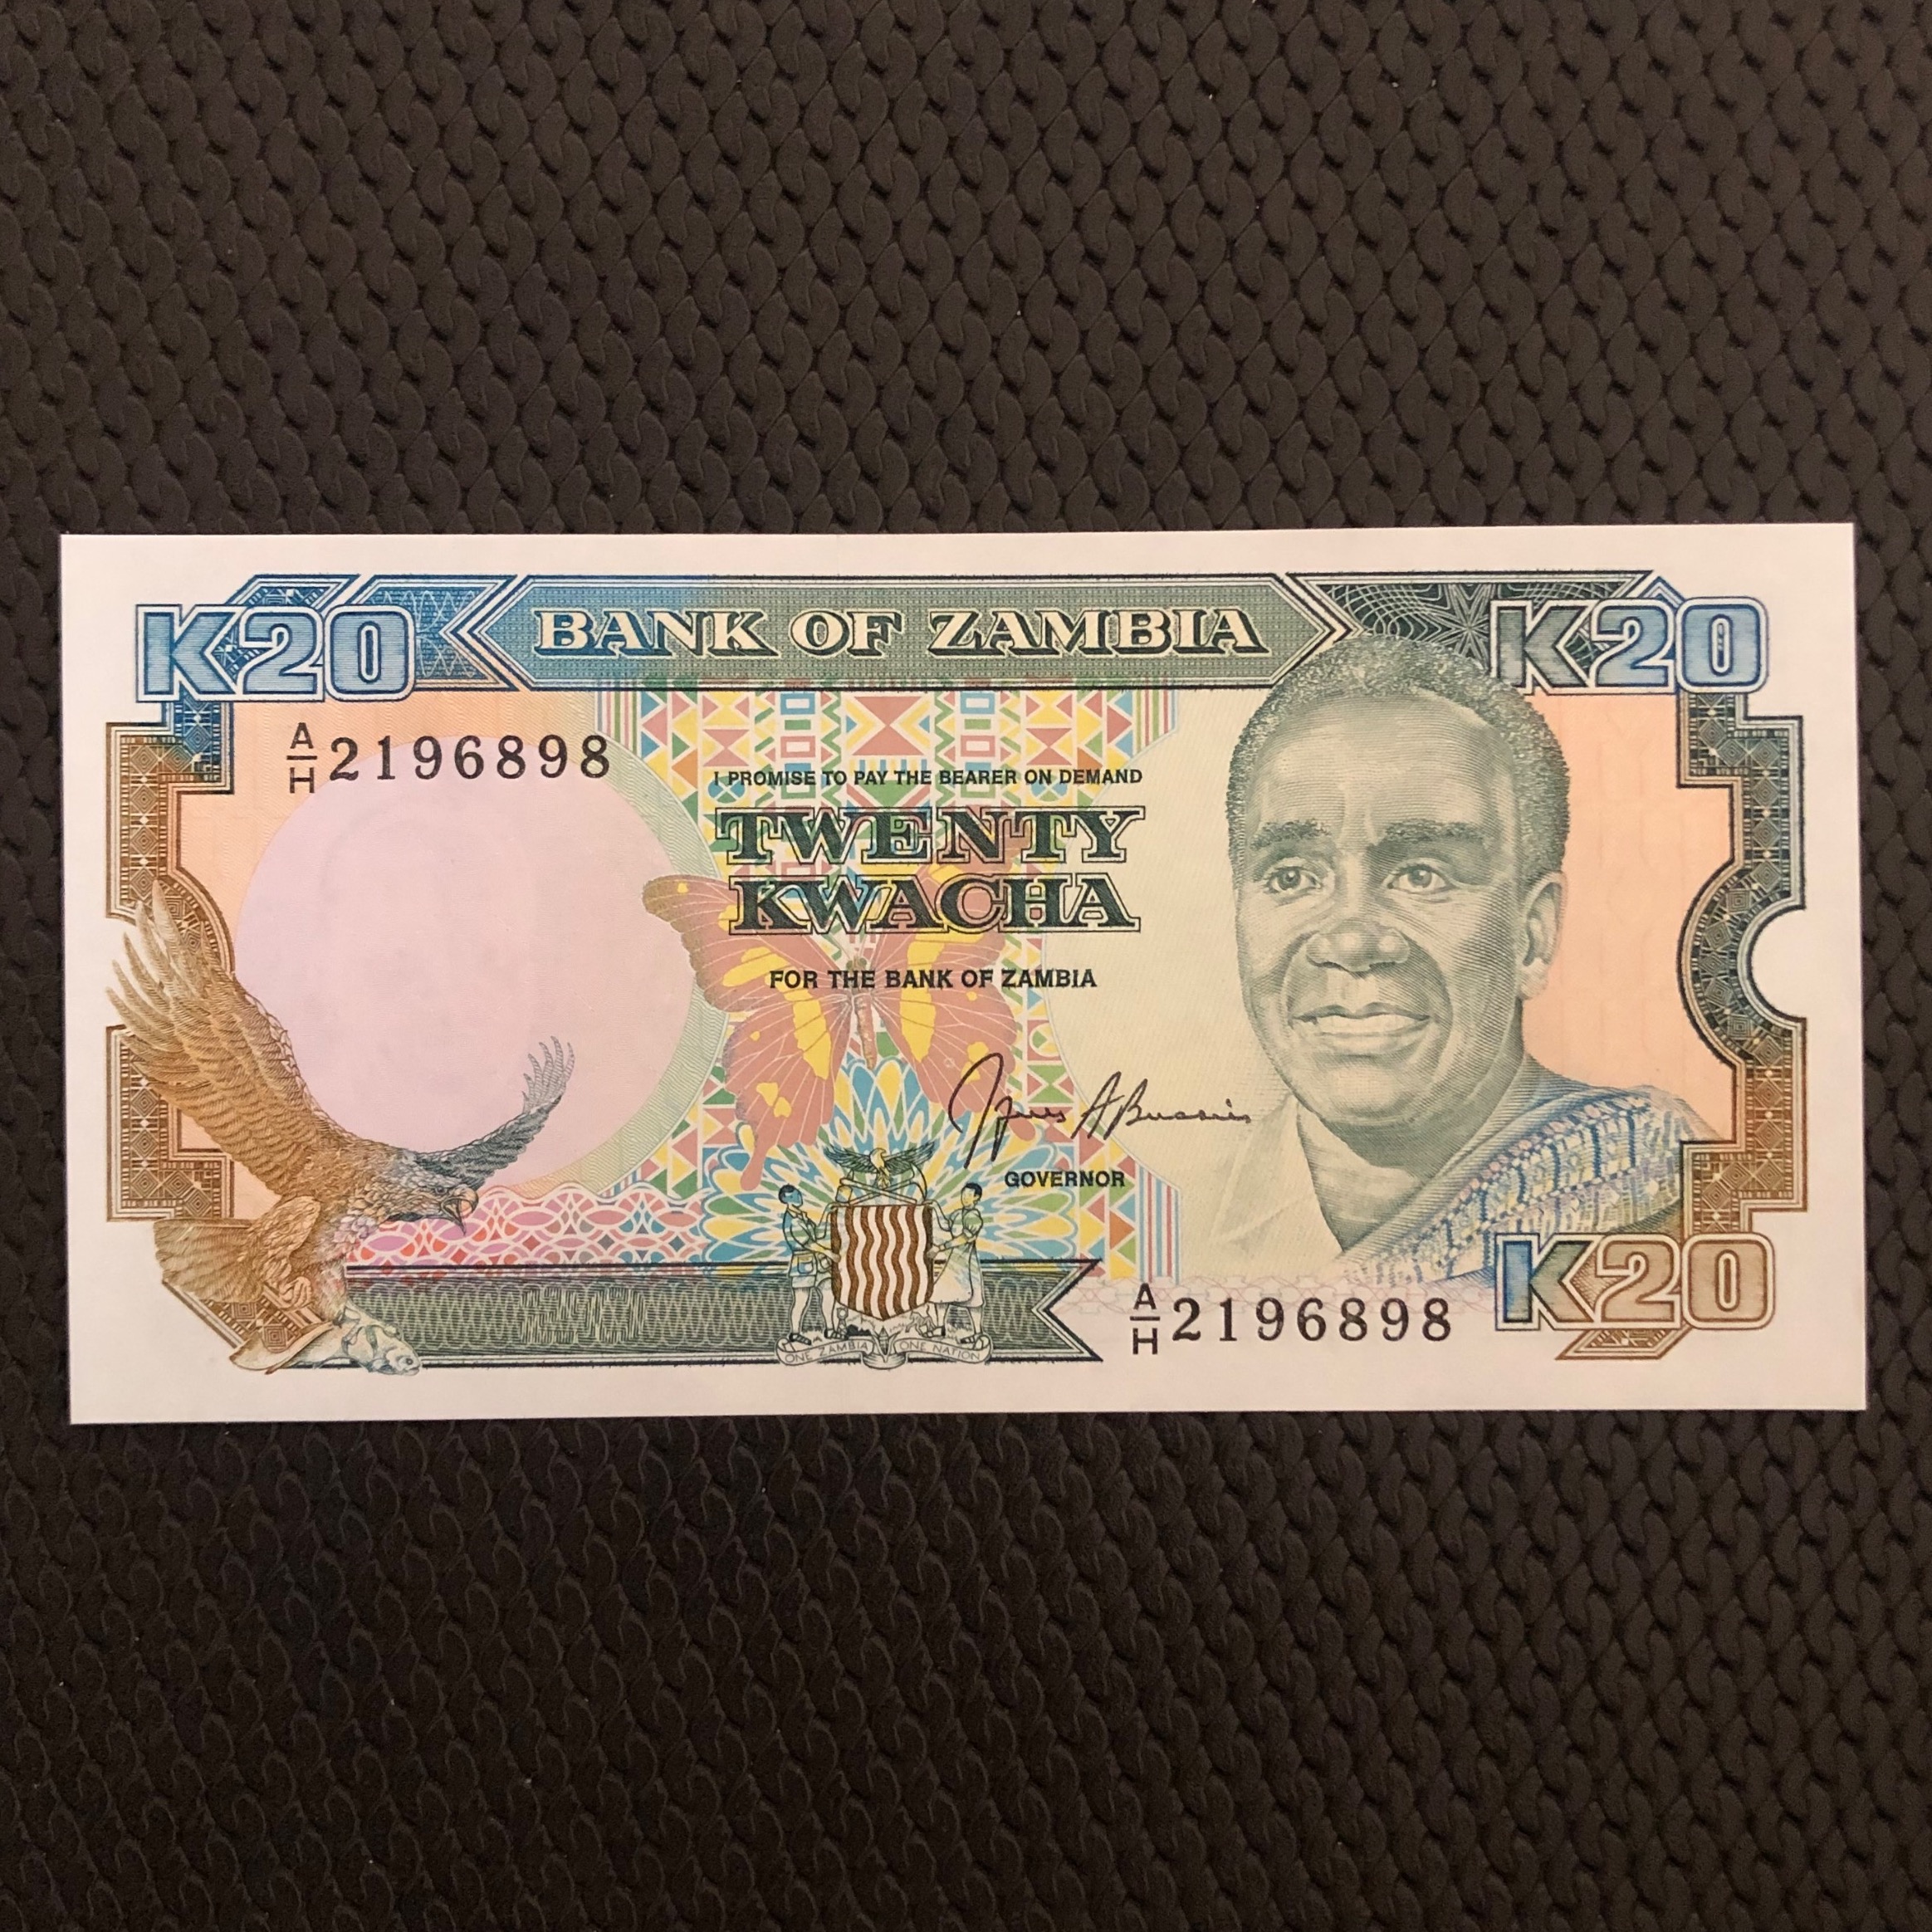 K20
BANK OF ZAMBIA
K20
A/H 2196898
I PROMISE TO PAY THE BEARER ON DEMAND
TWENTY
KWACHA
FOR THE BANK OF ZAMBIA
GOVERNOR
A/H 2196898
K20
ONE ZAMBIA ONE NATION